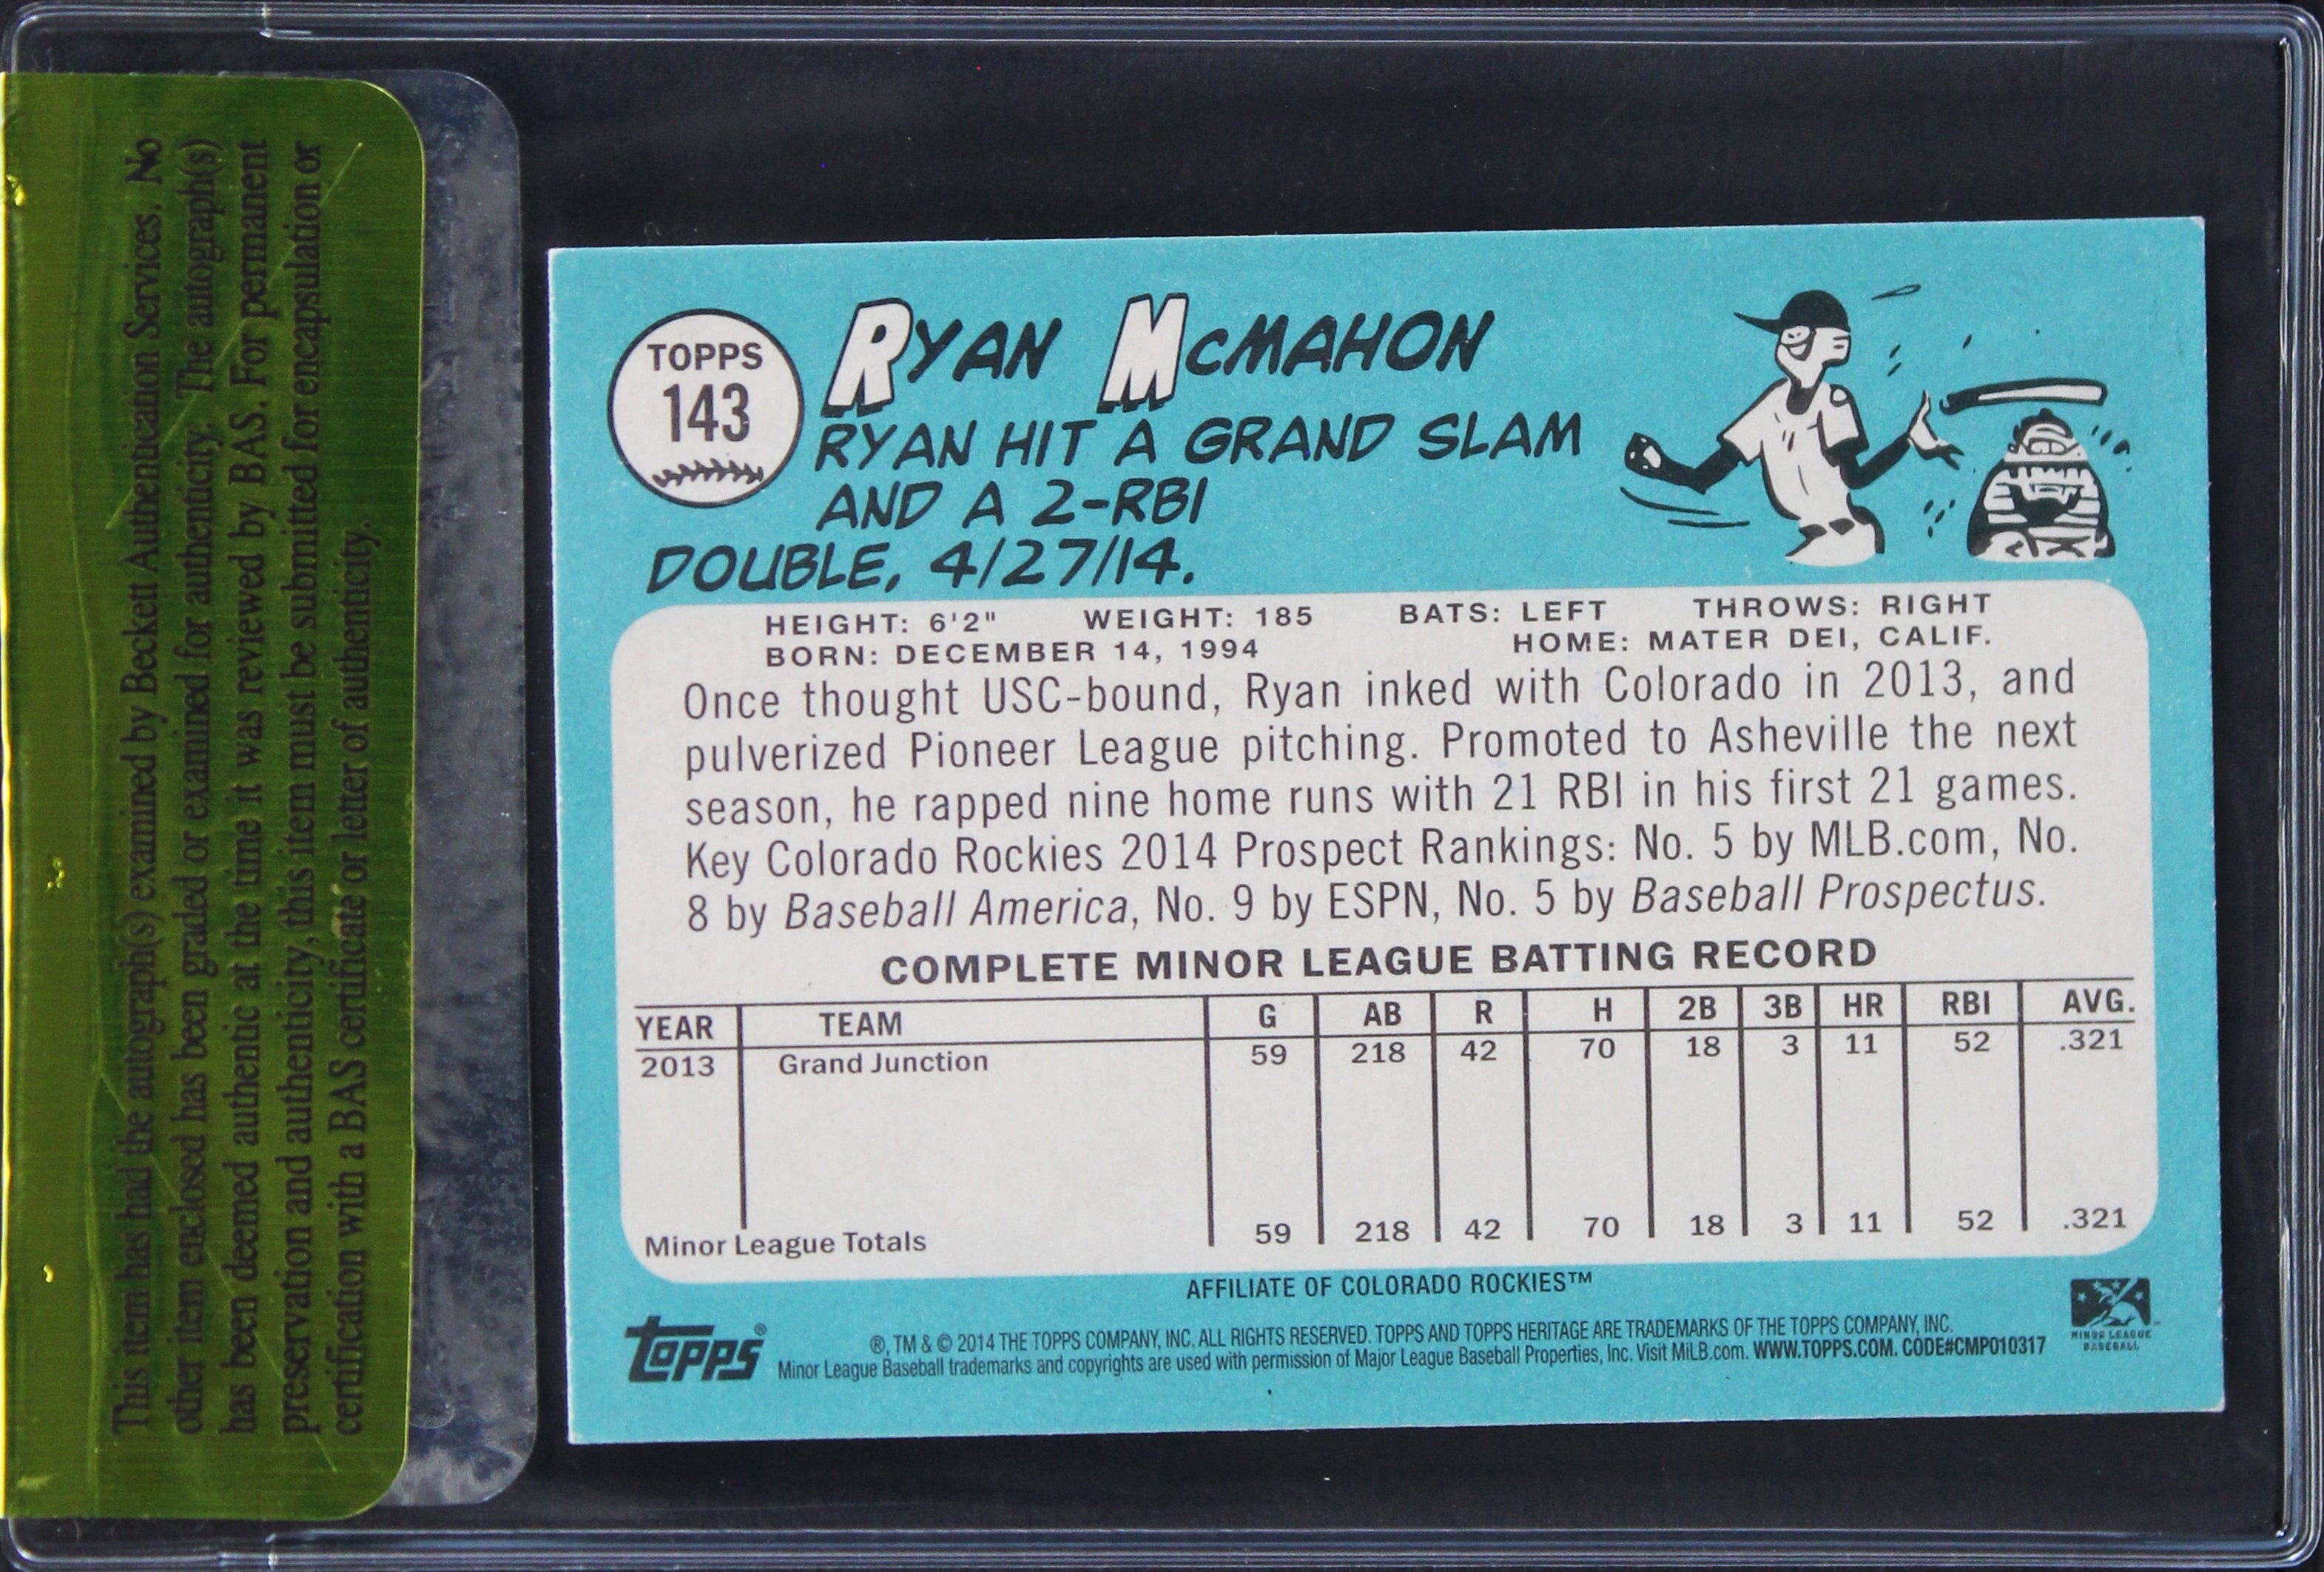 This item has had the autograph(s) examined by Beckett Authentication Services. No
other item enclosed has been graded or examined for authenticity. The autograph(s)
has been deemed authentic at the time it was reviewed by BAS. For permanent
preservation and authenticity, this item must be submitted for encapsulation or
certification with a BAS certificate or letter of authenticity.
TOPPS
143
RYAN McMAHON
RYAN HIT A GRAND SLAM
AND A 2-RBI
DOUBLE, 4/27/14.
HEIGHT: 6'2" WEIGHT: 185 BATS: LEFT THROWS: RIGHT
BORN: DECEMBER 14, 1994 HOME: MATER DEI, CALIF.
Once thought USC-bound, Ryan inked with Colorado in 2013, and
pulverized Pioneer League pitching. Promoted to Asheville the next
season, he rapped nine home runs with 21 RBI in his first 21 games.
Key Colorado Rockies 2014 Prospect Rankings: No. 5 by MLB.com, No.
8 by Baseball America, No. 9 by ESPN, No. 5 by Baseball Prospectus.
COMPLETE MINOR LEAGUE BATTING RECORD
YEAR TEAM G AB R H 2B 3B HR RBI AVG.
2013 Grand Junction 59 218 42 70 18 3 11 52 .321
Minor League Totals 59 218 42 70 18 3 11 52 .321
AFFILIATE OF COLORADO ROCKIES™
Topps®
®, TM & © 2014 THE TOPPS COMPANY, INC. ALL RIGHTS RESERVED. TOPPS AND TOPPS HERITAGE ARE TRADEMARKS OF THE TOPPS COMPANY, INC.
Minor League Baseball trademarks and copyrights are used with permission of Major League Baseball Properties, Inc. Visit MiLB.com. WWW.TOPPS.COM. CODE#CMP010317
MINOR LEAGUE
BASEBALL